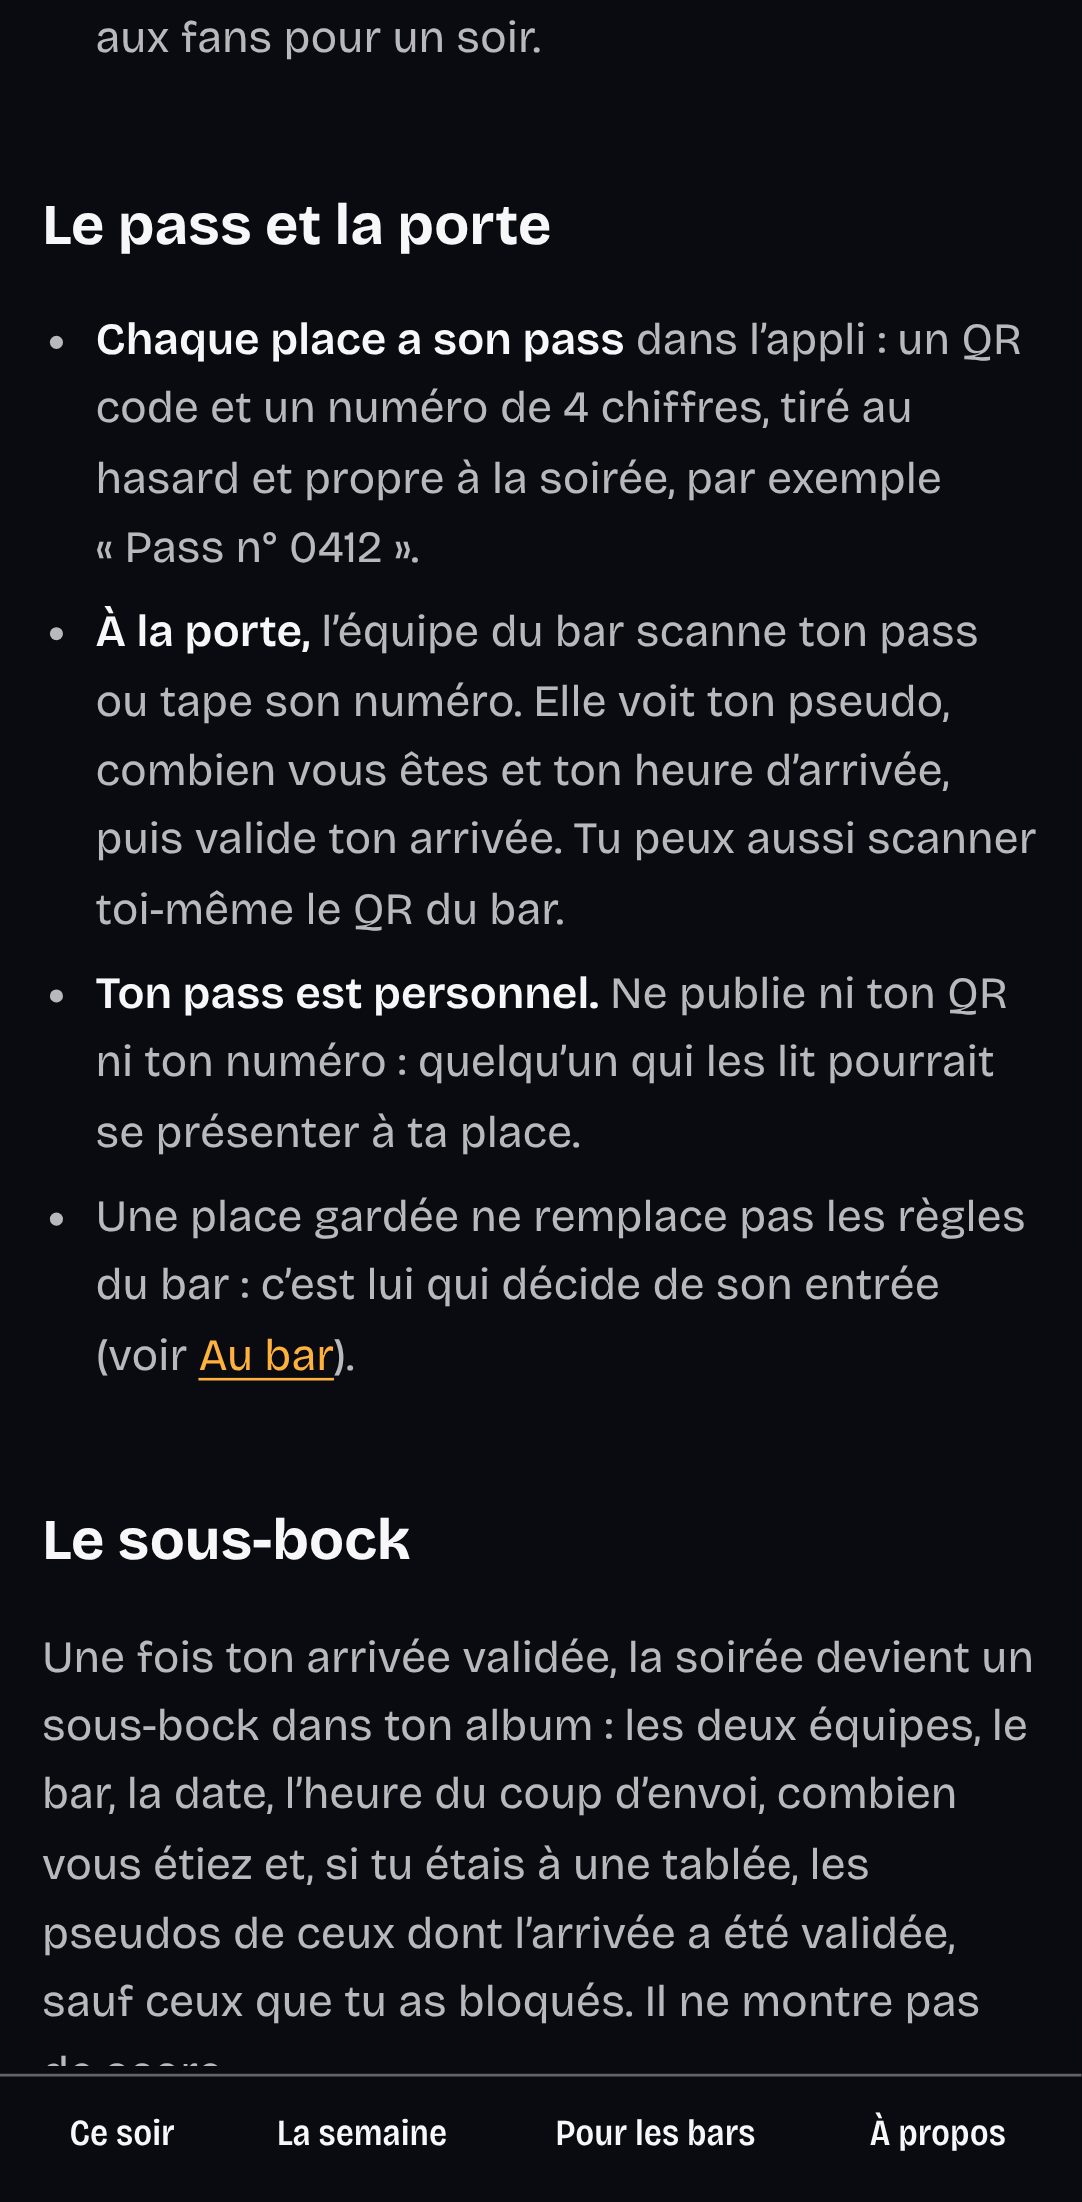 aux fans pour un soir.
Le pass et la porte
• Chaque place a son pass dans l’appli : un QR
code et un numéro de 4 chiffres, tiré au
hasard et propre à la soirée, par exemple
« Pass n° 0412 ».
• À la porte, l’équipe du bar scanne ton pass
ou tape son numéro. Elle voit ton pseudo,
combien vous êtes et ton heure d’arrivée,
puis valide ton arrivée. Tu peux aussi scanner
toi-même le QR du bar.
• Ton pass est personnel. Ne publie ni ton QR
ni ton numéro : quelqu’un qui les lit pourrait
se présenter à ta place.
• Une place gardée ne remplace pas les règles
du bar : c’est lui qui décide de son entrée
(voir Au bar).
Le sous-bock
Une fois ton arrivée validée, la soirée devient un
sous-bock dans ton album : les deux équipes, le
bar, la date, l’heure du coup d’envoi, combien
vous étiez et, si tu étais à une tablée, les
pseudos de ceux dont l’arrivée a été validée,
sauf ceux que tu as bloqués. Il ne montre pas
Ce soir La semaine Pour les bars À propos